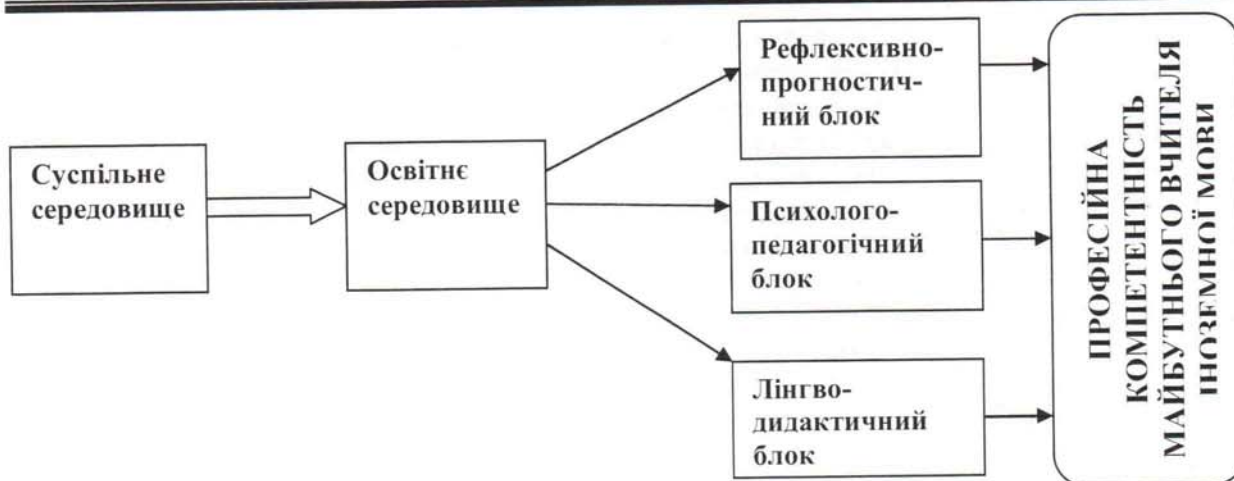 Суспільне
середовище
Освітнє
середовище
Рефлексивно-
прогностич-
ний блок
Психолого-
педагогічний
блок
Лінгво-
дидактичний
блок
ПРОФЕСІЙНА
КОМПЕТЕНТНІСТЬ
МАЙБУТНЬОГО ВЧИТЕЛЯ
ІНОЗЕМНОЇ МОВИ